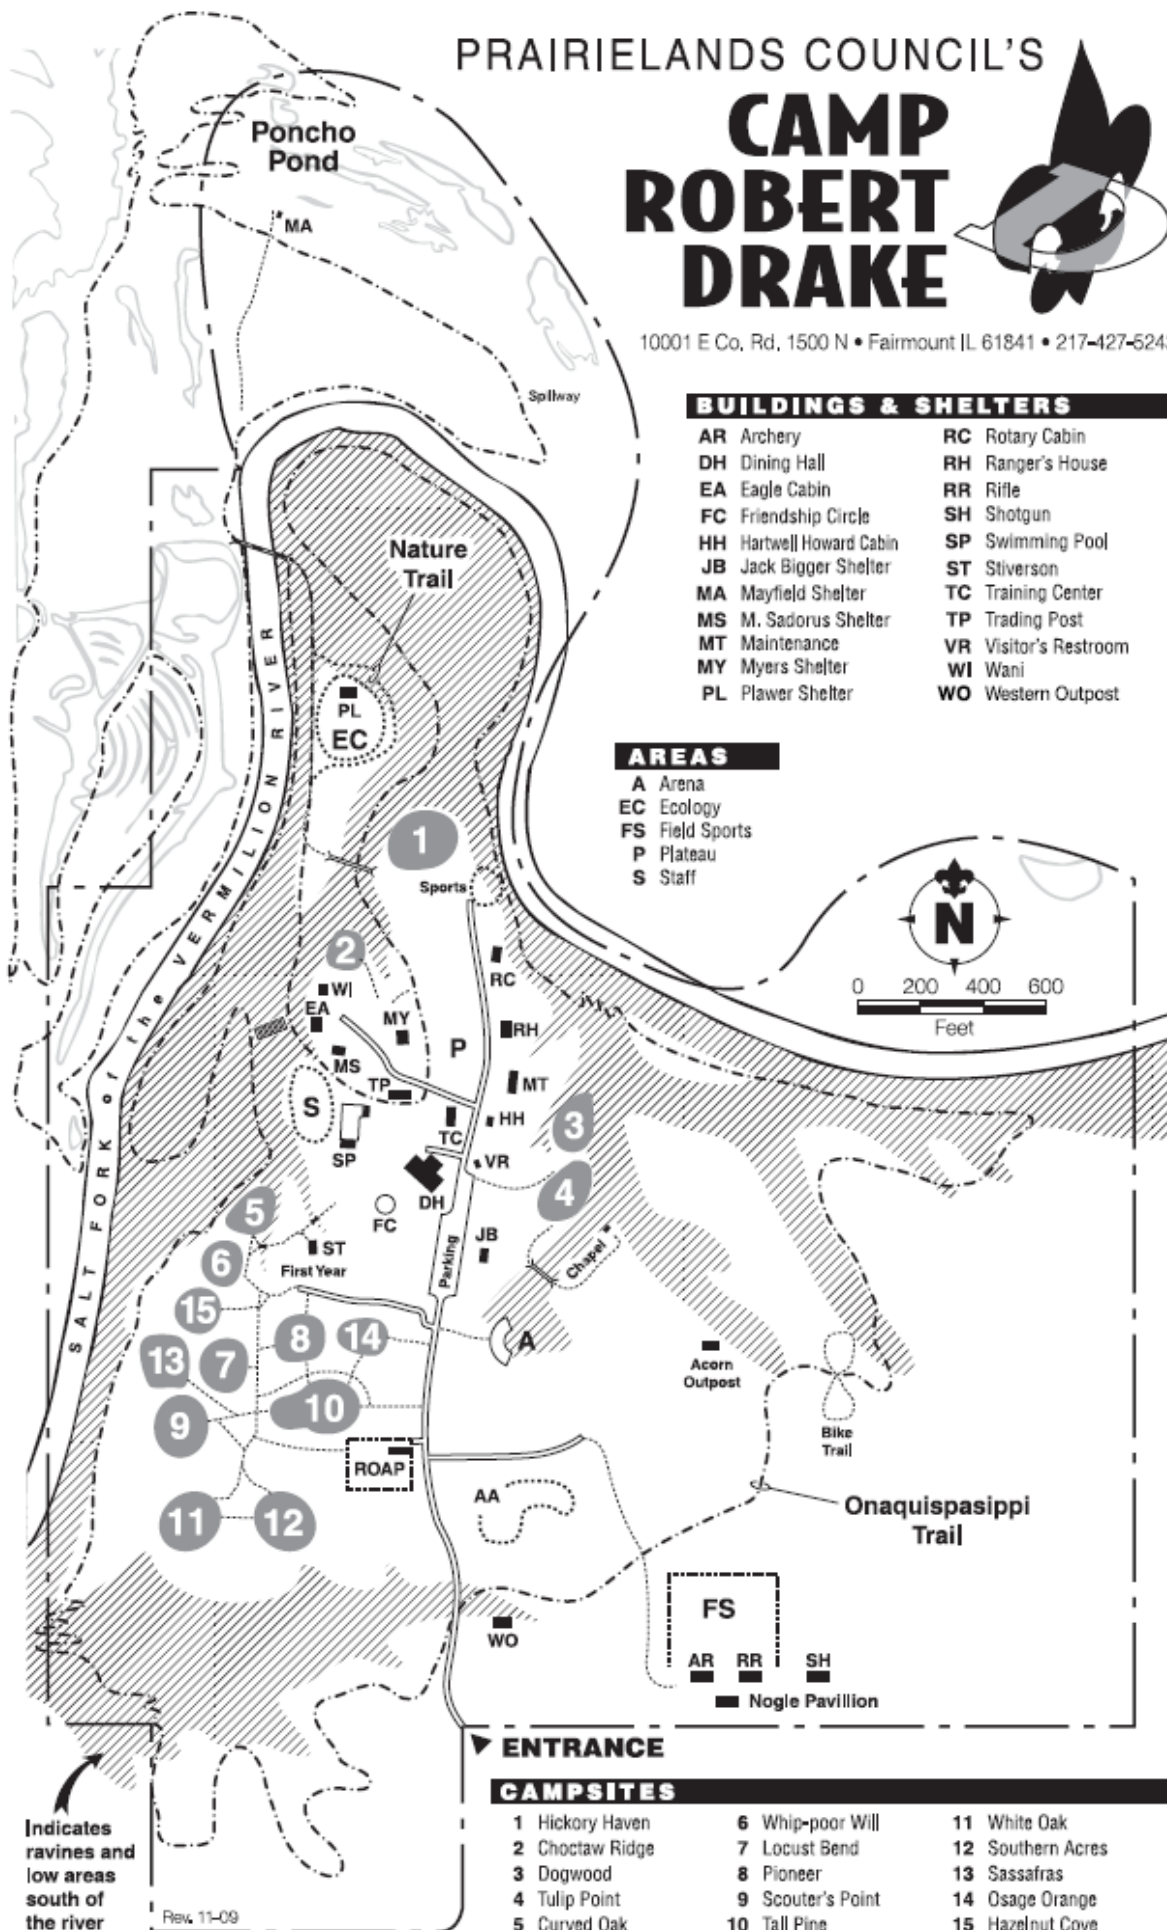 PRAIRIELANDS COUNCIL'S
CAMP
ROBERT
DRAKE
10001 E Co. Rd. 1500 N • Fairmount IL 61841 • 217-427-5243
Poncho
Pond
MA
Spillway
BUILDINGS & SHELTERS
AR Archery
DH Dining Hall
EA Eagle Cabin
FC Friendship Circle
HH Hartwell Howard Cabin
JB Jack Bigger Shelter
MA Mayfield Shelter
MS M. Sadorus Shelter
MT Maintenance
MY Myers Shelter
PL Plawer Shelter
RC Rotary Cabin
RH Ranger's House
RR Rifle
SH Shotgun
SP Swimming Pool
ST Stiverson
TC Training Center
TP Trading Post
VR Visitor's Restroom
WI Wani
WO Western Outpost
AREAS
A Arena
EC Ecology
FS Field Sports
P Plateau
S Staff
Nature
Trail
PL
EC
SALT FORK of the VERMILION RIVER
1
Sports
N
0 200 400 600
Feet
2
RC
WI
EA
MY
RH
P
MS
TP
MT
S
HH
3
TC
SP
VR
DH
4
FC
5
JB
ST
6
First Year
Parking
Chapel
15
8
14
A
13
7
Acorn
Outpost
10
9
Bike
Trail
ROAP
AA
11
12
Onaquispasippi
Trail
FS
WO
AR RR SH
Nogle Pavillion
ENTRANCE
Indicates
ravines and
low areas
south of
the river
Rev. 11-09
CAMPSITES
1 Hickory Haven
2 Choctaw Ridge
3 Dogwood
4 Tulip Point
5 Curved Oak
6 Whip-poor Will
7 Locust Bend
8 Pioneer
9 Scouter's Point
10 Tall Pine
11 White Oak
12 Southern Acres
13 Sassafras
14 Osage Orange
15 Hazelnut Cove